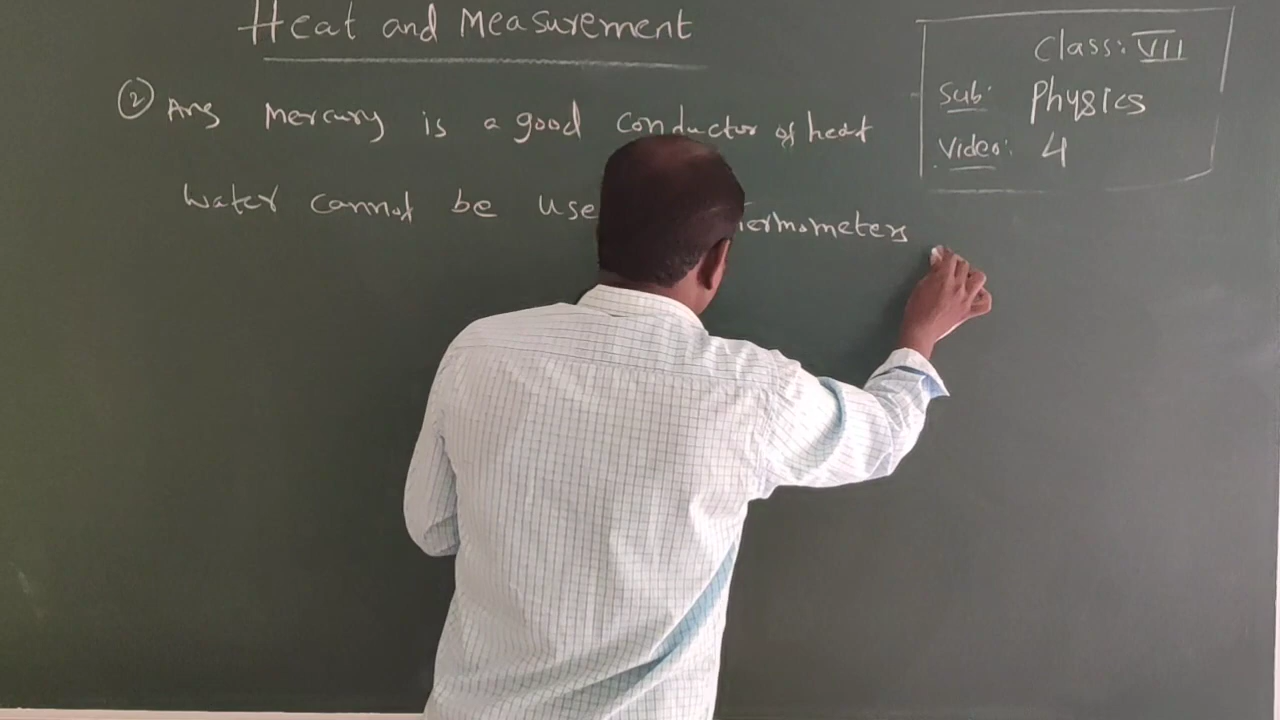 Heat and Measurement
② Ans Mercury is a good conductor of heat
Water cannot be use ermometers
Class: VII
Sub: Physics
Video: 4